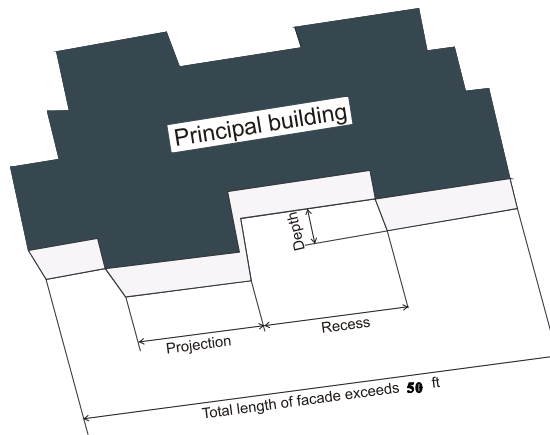 Principal building
Depth
Recess
Projection
Total length of facade exceeds 50 ft